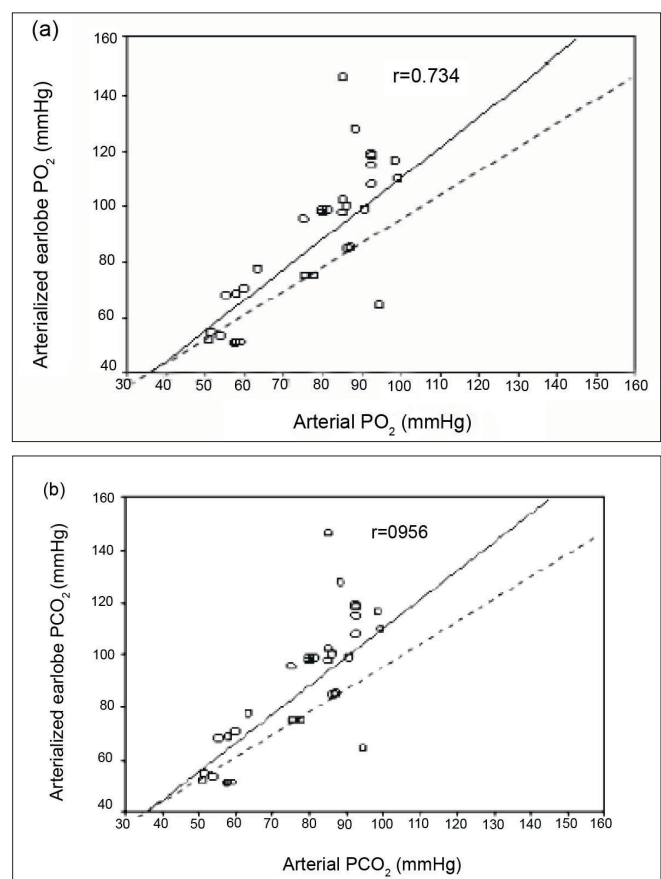 (a)
r=0.734
Arterialized earlobe PO₂ (mmHg)
160
140
120
100
80
60
40
30 40 50 60 70 80 90 100 110 120 130 140 150 160
Arterial PO₂ (mmHg)
(b)
r=0956
Arterialized earlobe PCO₂ (mmHg)
160
140
120
100
80
60
40
30 40 50 60 70 80 90 100 110 120 130 140 150 160
Arterial PCO₂ (mmHg)